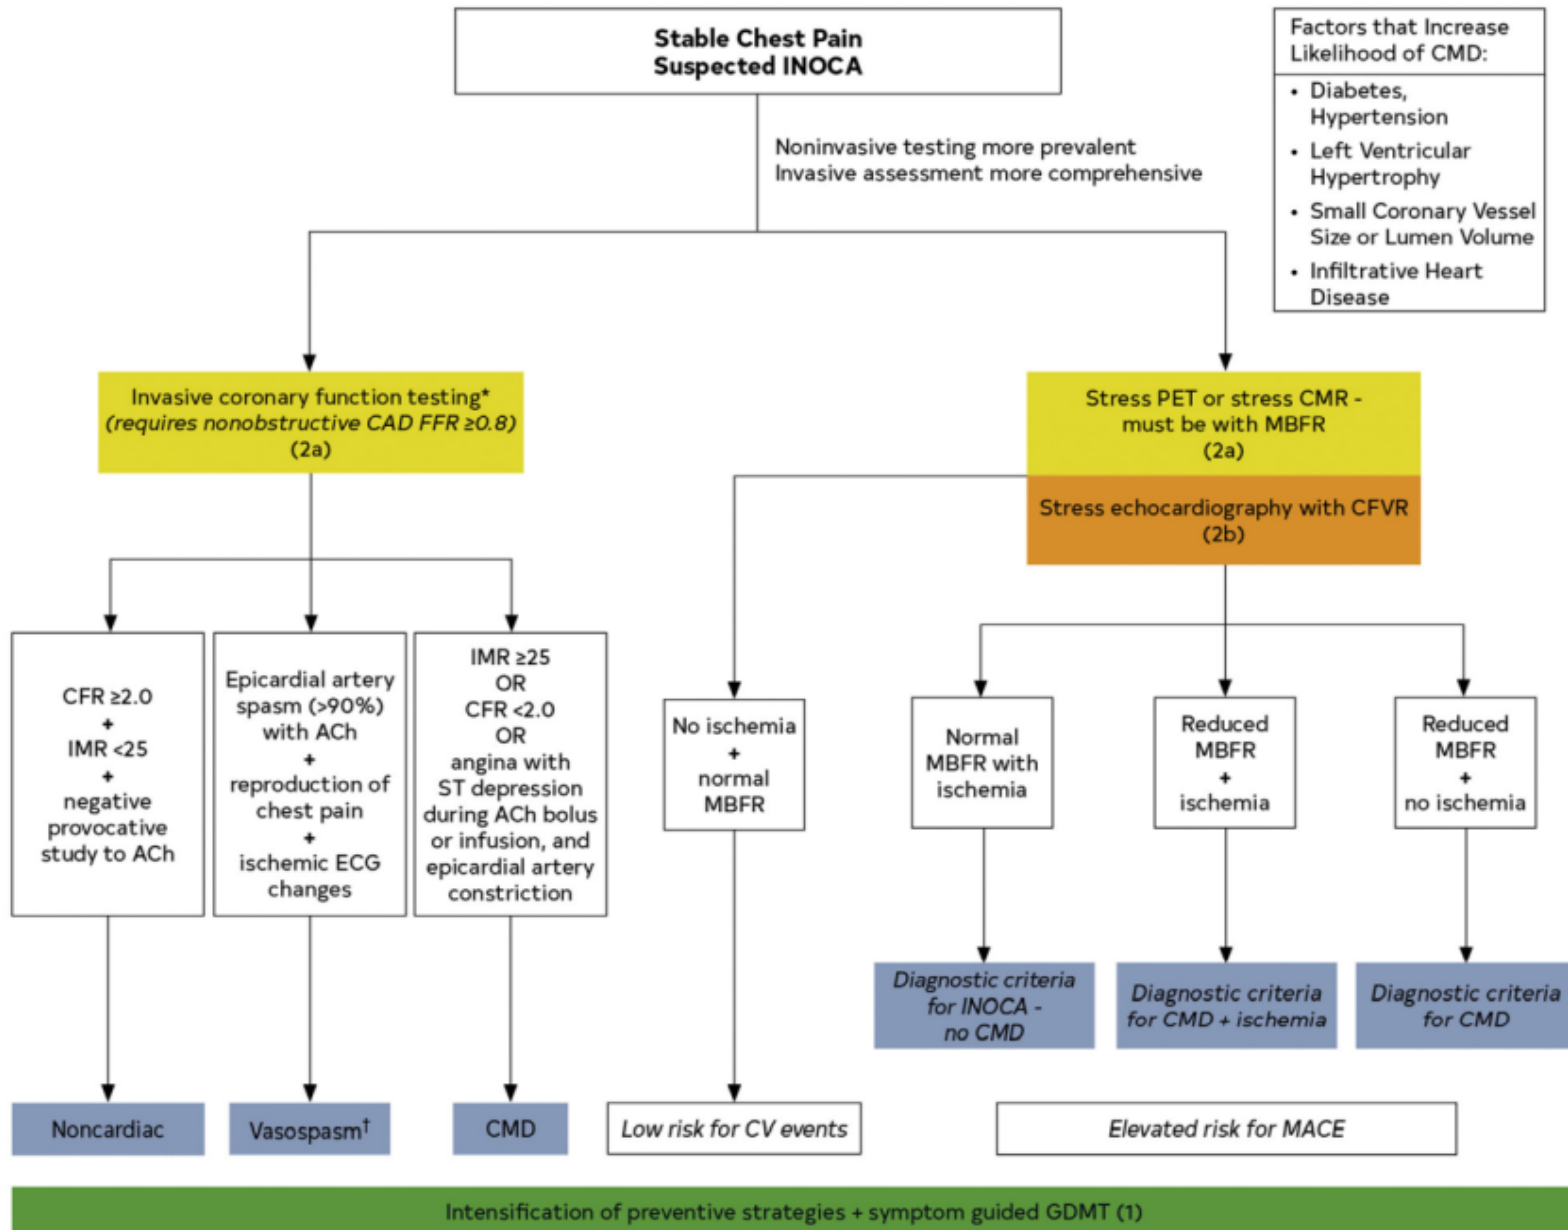 Stable Chest Pain
Suspected INOCA
Factors that Increase
Likelihood of CMD:
• Diabetes,
Hypertension
• Left Ventricular
Hypertrophy
• Small Coronary Vessel
Size or Lumen Volume
• Infiltrative Heart
Disease
Noninvasive testing more prevalent
Invasive assessment more comprehensive
Invasive coronary function testing*
(requires nonobstructive CAD FFR ≥0.8)
(2a)
Stress PET or stress CMR -
must be with MBFR
(2a)
Stress echocardiography with CFVR
(2b)
CFR ≥2.0
+
IMR <25
+
negative
provocative
study to ACh
Epicardial artery
spasm (>90%)
with ACh
+
reproduction of
chest pain
+
ischemic ECG
changes
IMR ≥25
OR
CFR <2.0
OR
angina with
ST depression
during ACh bolus
or infusion, and
epicardial artery
constriction
No ischemia
+
normal
MBFR
Normal
MBFR with
ischemia
Reduced
MBFR
+
ischemia
Reduced
MBFR
+
no ischemia
Diagnostic criteria
for INOCA -
no CMD
Diagnostic criteria
for CMD + ischemia
Diagnostic criteria
for CMD
Noncardiac
Vasospasm†
CMD
Low risk for CV events
Elevated risk for MACE
Intensification of preventive strategies + symptom guided GDMT (1)